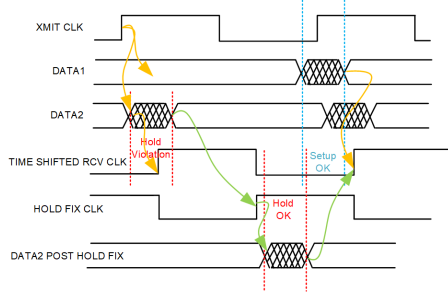 XMIT CLK
DATA1
DATA2
Hold
Violation
TIME SHIFTED RCV CLK
Setup
OK
HOLD FIX CLK
Hold
OK
DATA2 POST HOLD FIX